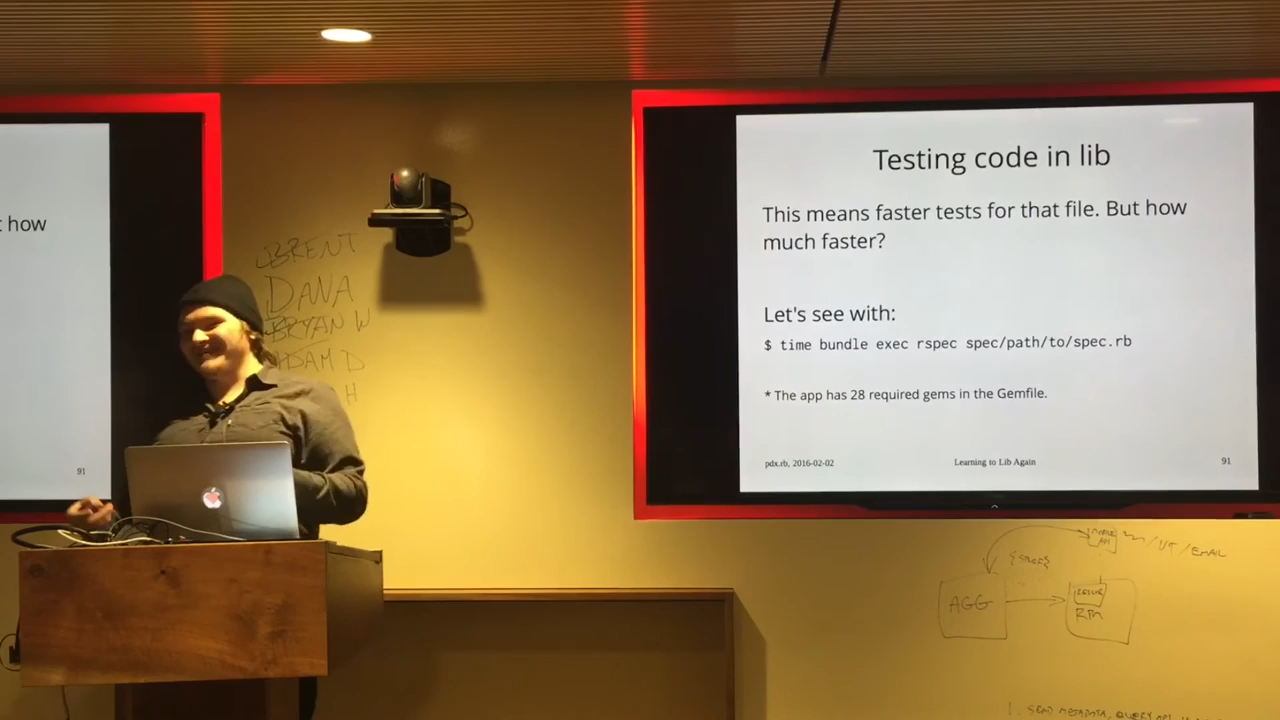 how
91
BRENT
DANA
BRYAN W
ADAM D
H
Testing code in lib
This means faster tests for that file. But how
much faster?
Let's see with:
$ time bundle exec rspec spec/path/to/spec.rb
* The app has 28 required gems in the Gemfile.
pdx.rb, 2016-02-02
Learning to Lib Again
91
/ EMAIL
AGG